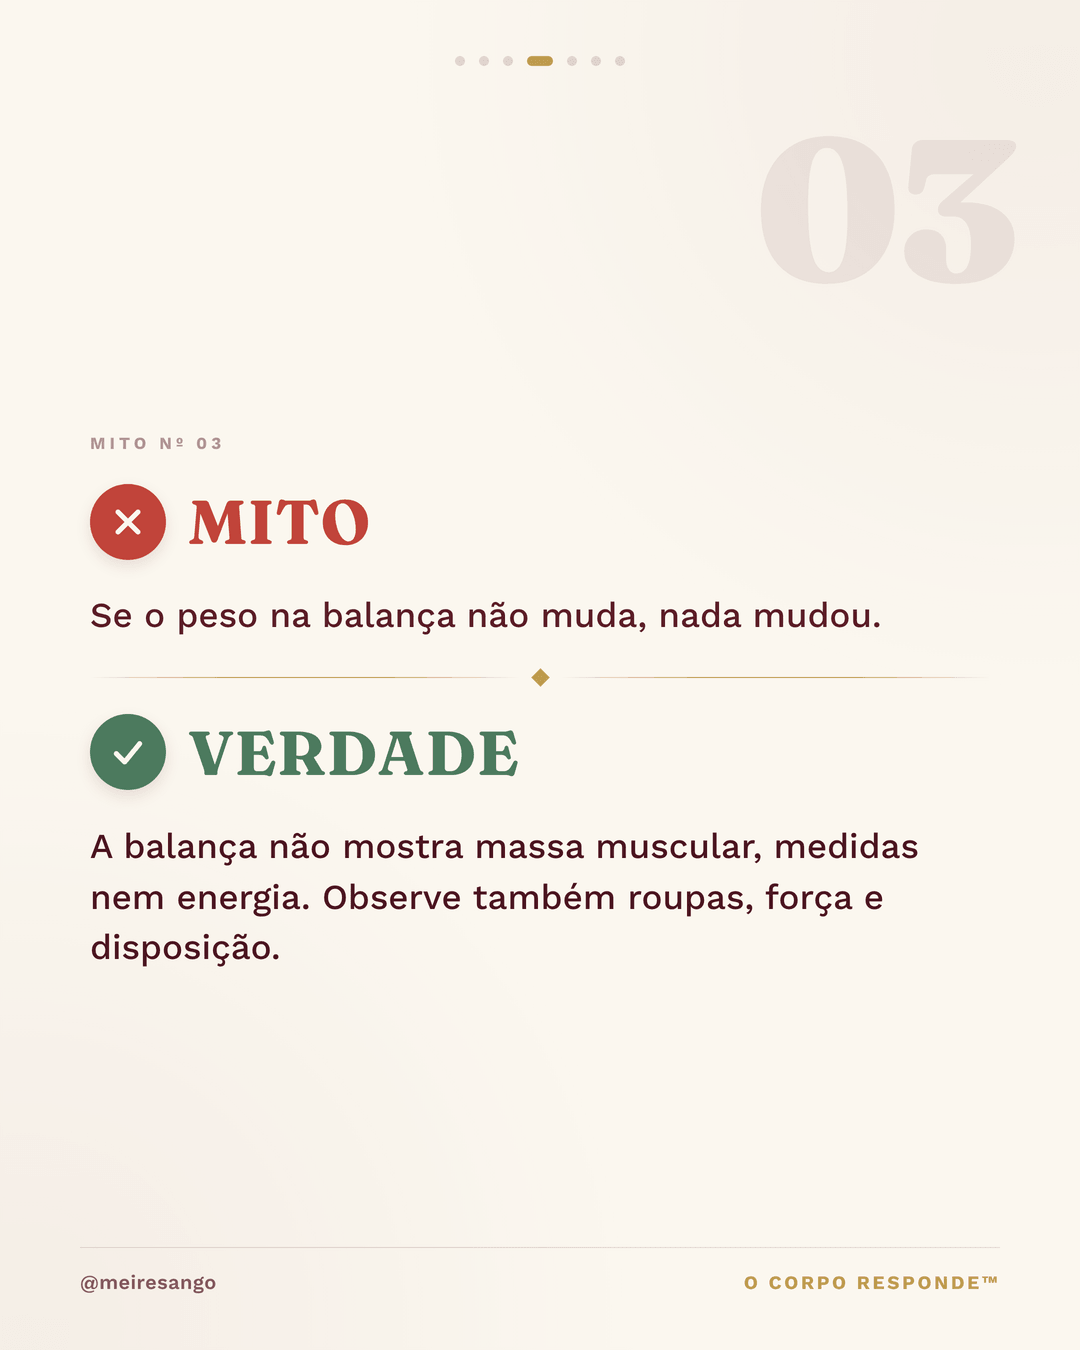 03
MITO Nº 03
MITO
Se o peso na balança não muda, nada mudou.
VERDADE
A balança não mostra massa muscular, medidas
nem energia. Observe também roupas, força e
disposição.
@meiresango
O CORPO RESPONDE™